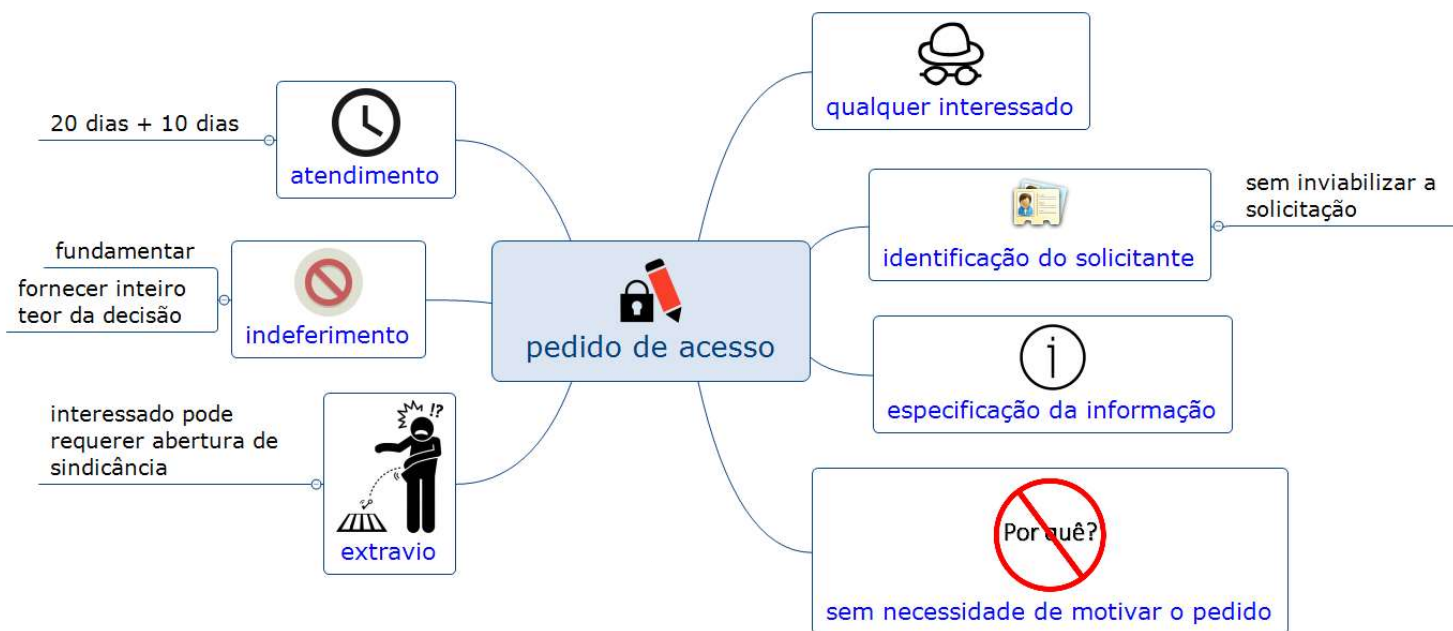 pedido de acesso
qualquer interessado
identificação do solicitante
sem inviabilizar a
solicitação
especificação da informação
Por quê?
sem necessidade de motivar o pedido
atendimento
20 dias + 10 dias
indeferimento
fundamentar
fornecer inteiro
teor da decisão
!?
extravio
interessado pode
requerer abertura de
sindicância